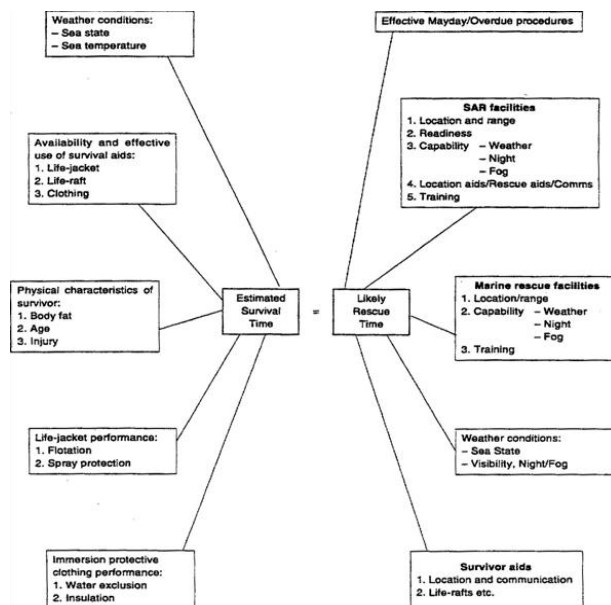 Weather conditions:
– Sea state
– Sea temperature
Effective Mayday/Overdue procedures
SAR facilities
1. Location and range
2. Readiness
3. Capability – Weather
– Night
– Fog
4. Location aids/Rescue aids/Comms
5. Training
Availability and effective
use of survival aids:
1. Life-jacket
2. Life-raft
3. Clothing
Physical characteristics of
survivor:
1. Body fat
2. Age
3. Injury
Estimated
Survival
Time
=
Likely
Rescue
Time
Marine rescue facilities
1. Location/range
2. Capability – Weather
– Night
– Fog
3. Training
Life-jacket performance:
1. Flotation
2. Spray protection
Weather conditions:
– Sea State
– Visibility, Night/Fog
Immersion protective
clothing performance:
1. Water exclusion
2. Insulation
Survivor aids
1. Location and communication
2. Life-rafts etc.